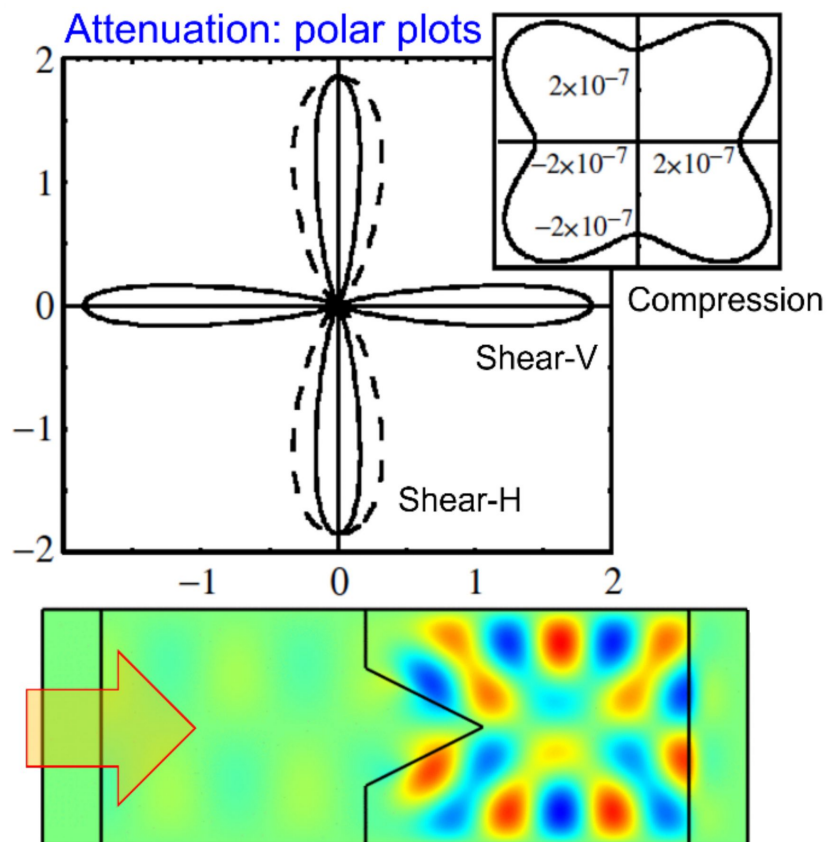 Attenuation: polar plots
2
2×10⁻⁷
1
−2×10⁻⁷ 2×10⁻⁷
−2×10⁻⁷
0
Compression
Shear-V
−1
Shear-H
−2
−1 0 1 2